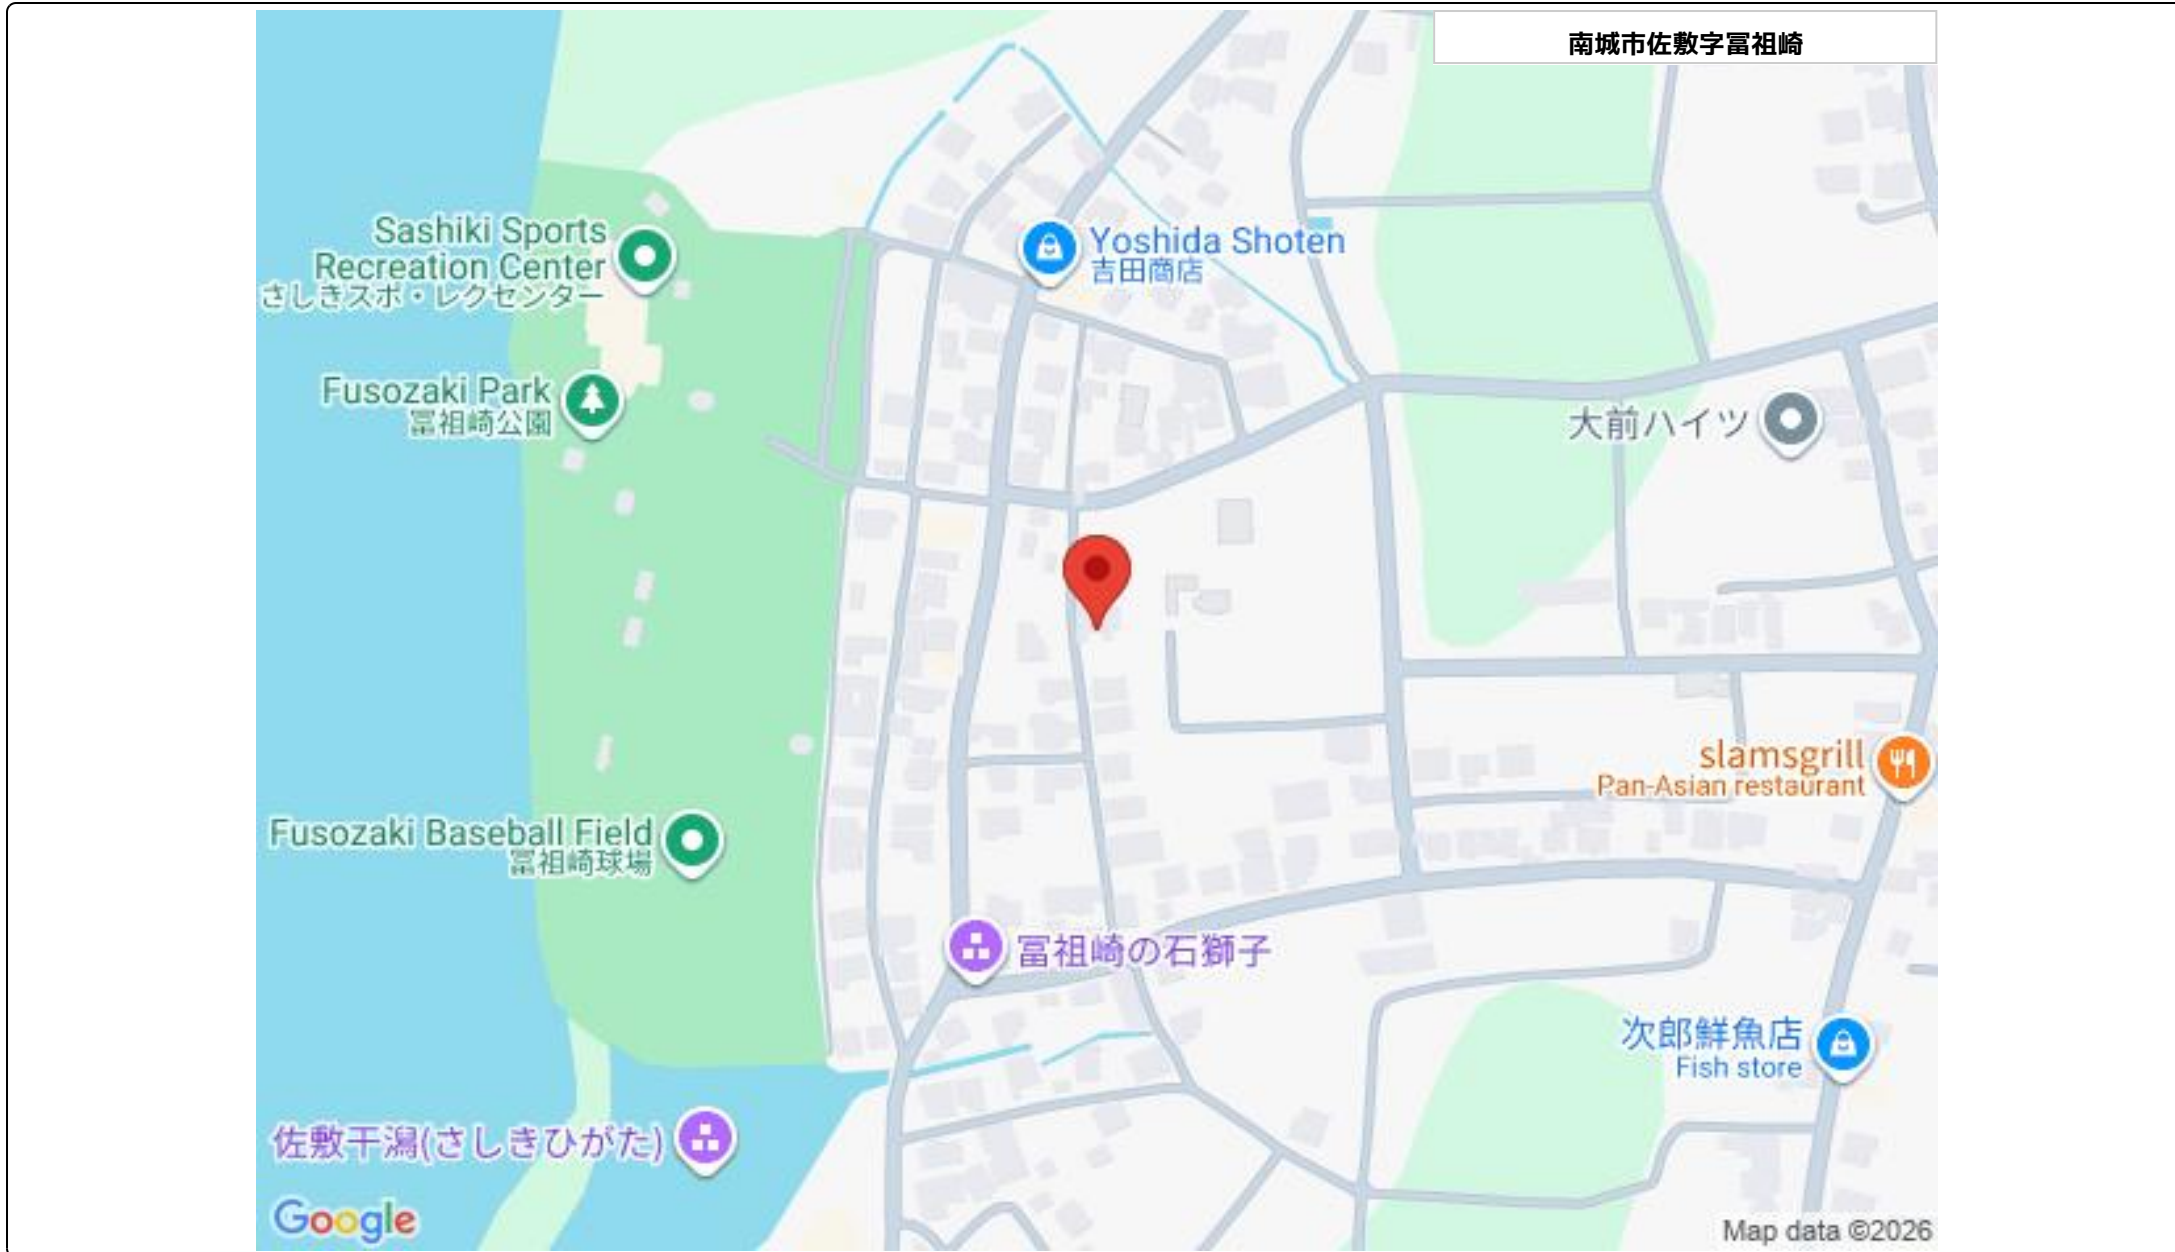 南城市佐敷字冨祖崎
Sashiki Sports
Recreation Center
さしきスポ・レクセンター
Yoshida Shoten
吉田商店
Fusozaki Park
冨祖崎公園
大前ハイツ
slamsgrill
Pan-Asian restaurant
Fusozaki Baseball Field
冨祖崎球場
冨祖崎の石獅子
次郎鮮魚店
Fish store
佐敷干潟(さしきひがた)
Google
Map data ©2026